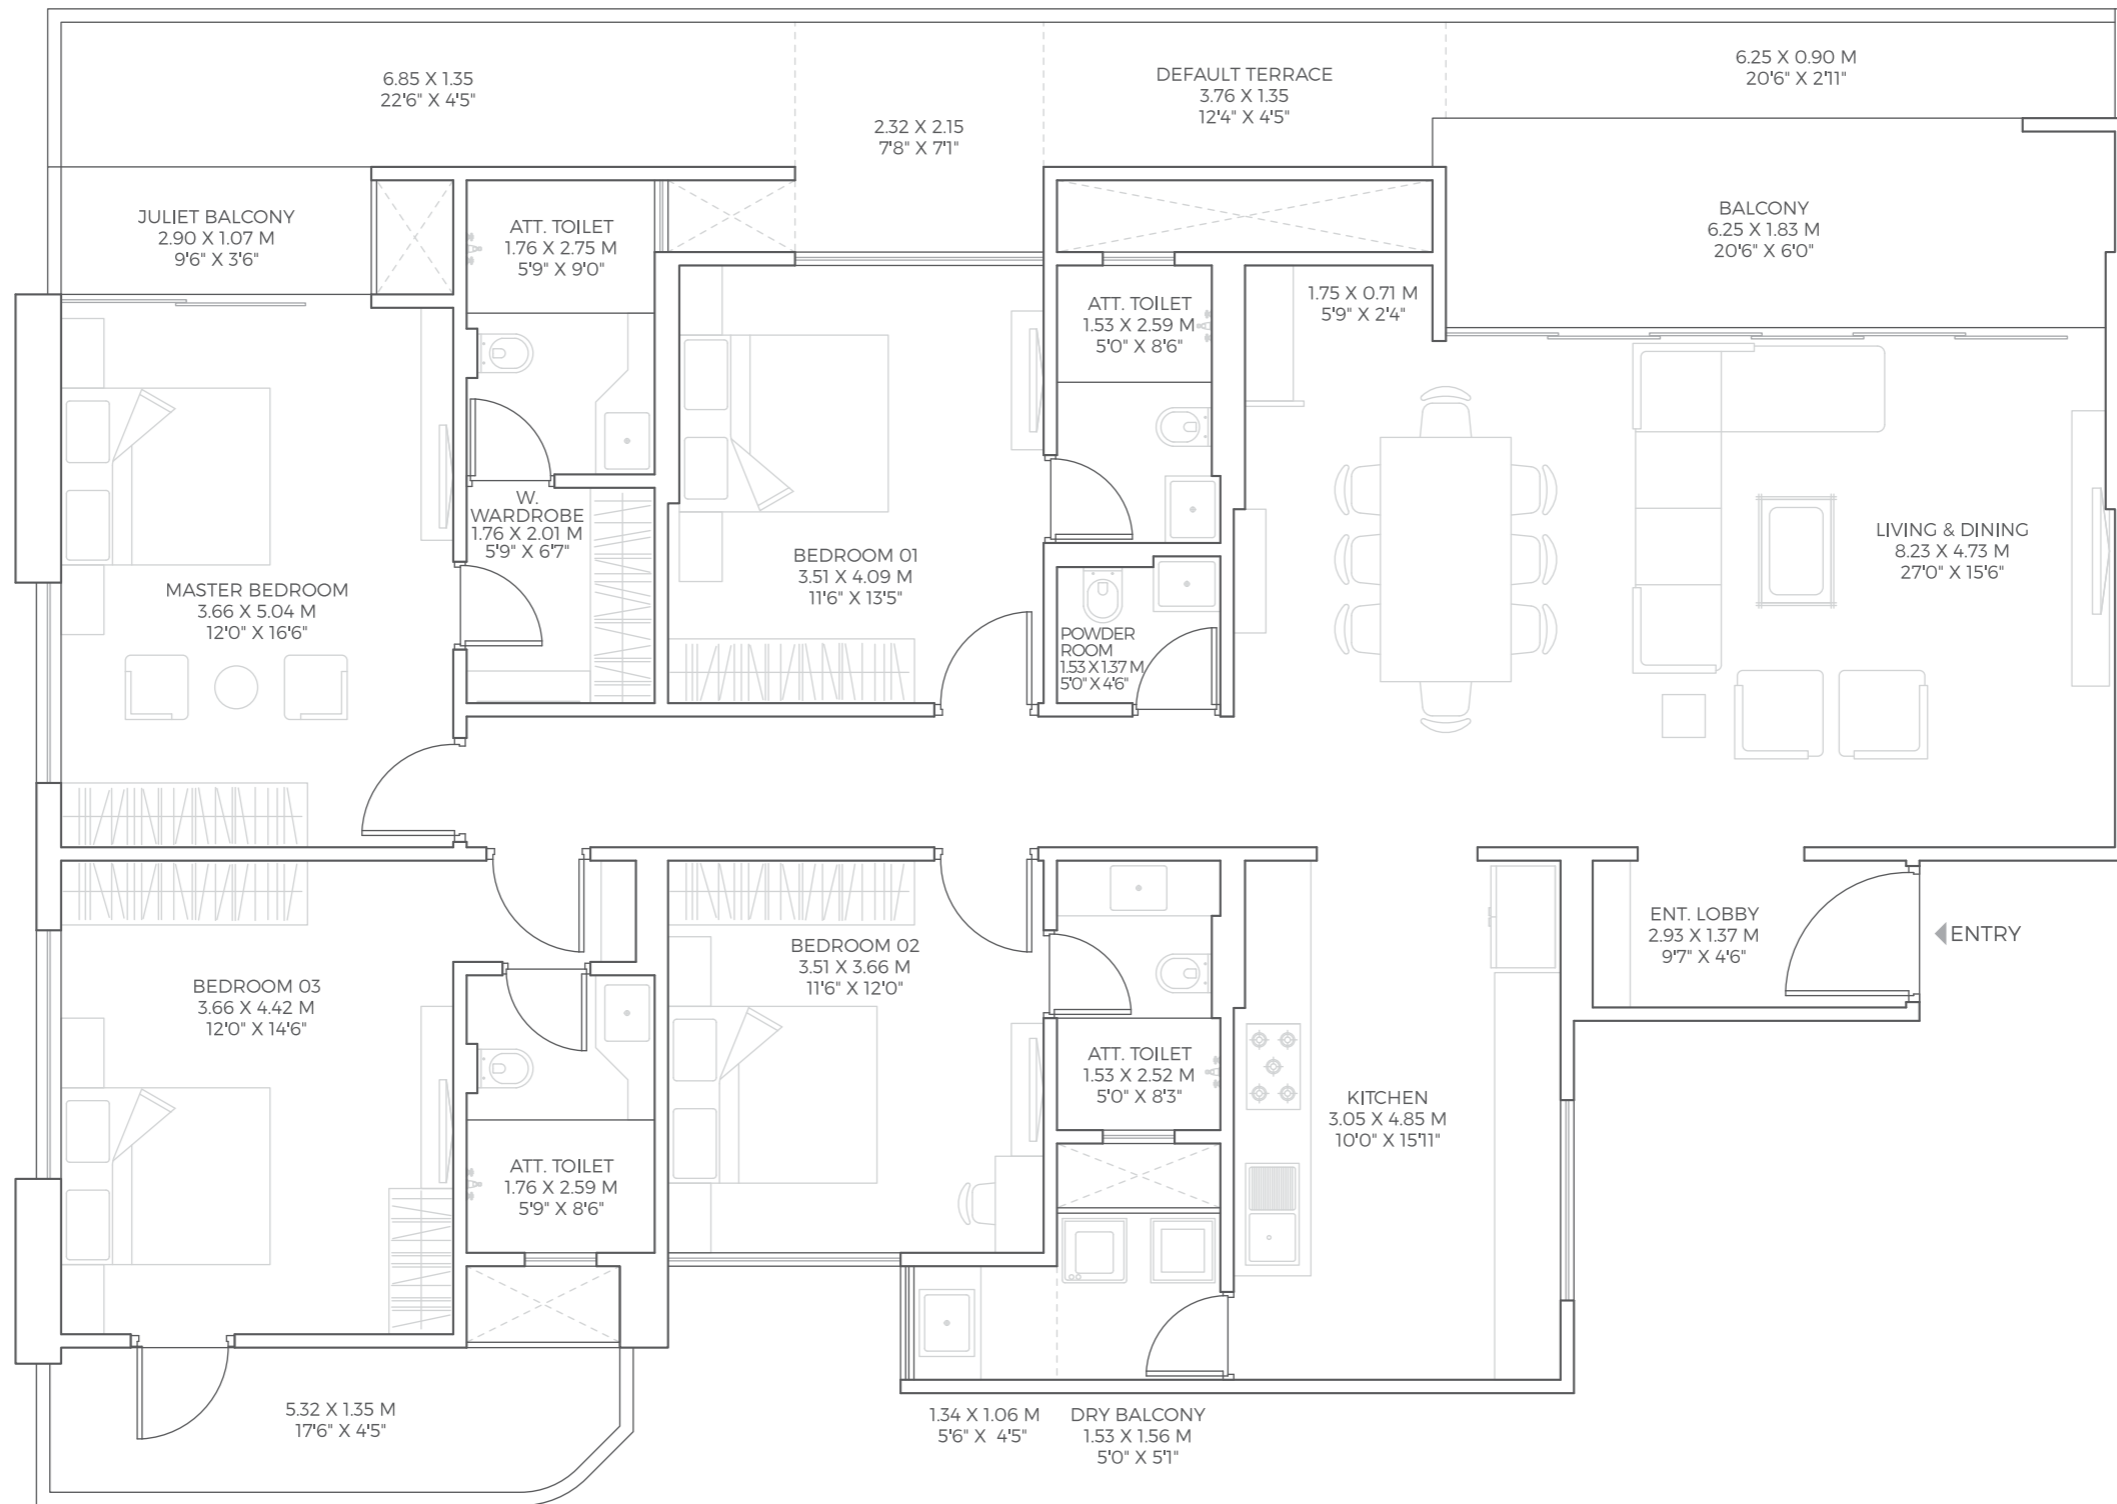 6.85 X 1.35
22'6" X 4'5"
2.32 X 2.15
7'8" X 7'1"
DEFAULT TERRACE
3.76 X 1.35
12'4" X 4'5"
6.25 X 0.90 M
20'6" X 2'11"
JULIET BALCONY
2.90 X 1.07 M
9'6" X 3'6"
ATT. TOILET
1.76 X 2.75 M
5'9" X 9'0"
BALCONY
6.25 X 1.83 M
20'6" X 6'0"
ATT. TOILET
1.53 X 2.59 M
5'0" X 8'6"
1.75 X 0.71 M
5'9" X 2'4"
W.
WARDROBE
1.76 X 2.01 M
5'9" X 6'7"
MASTER BEDROOM
3.66 X 5.04 M
12'0" X 16'6"
BEDROOM 01
3.51 X 4.09 M
11'6" X 13'5"
LIVING & DINING
8.23 X 4.73 M
27'0" X 15'6"
POWDER
ROOM
1.53 X 1.37 M
5'0" X 4'6"
BEDROOM 03
3.66 X 4.42 M
12'0" X 14'6"
BEDROOM 02
3.51 X 3.66 M
11'6" X 12'0"
ENT. LOBBY
2.93 X 1.37 M
9'7" X 4'6"
ENTRY
ATT. TOILET
1.53 X 2.52 M
5'0" X 8'3"
KITCHEN
3.05 X 4.85 M
10'0" X 15'11"
ATT. TOILET
1.76 X 2.59 M
5'9" X 8'6"
5.32 X 1.35 M
17'6" X 4'5"
1.34 X 1.06 M
5'6" X 4'5"
DRY BALCONY
1.53 X 1.56 M
5'0" X 5'1"